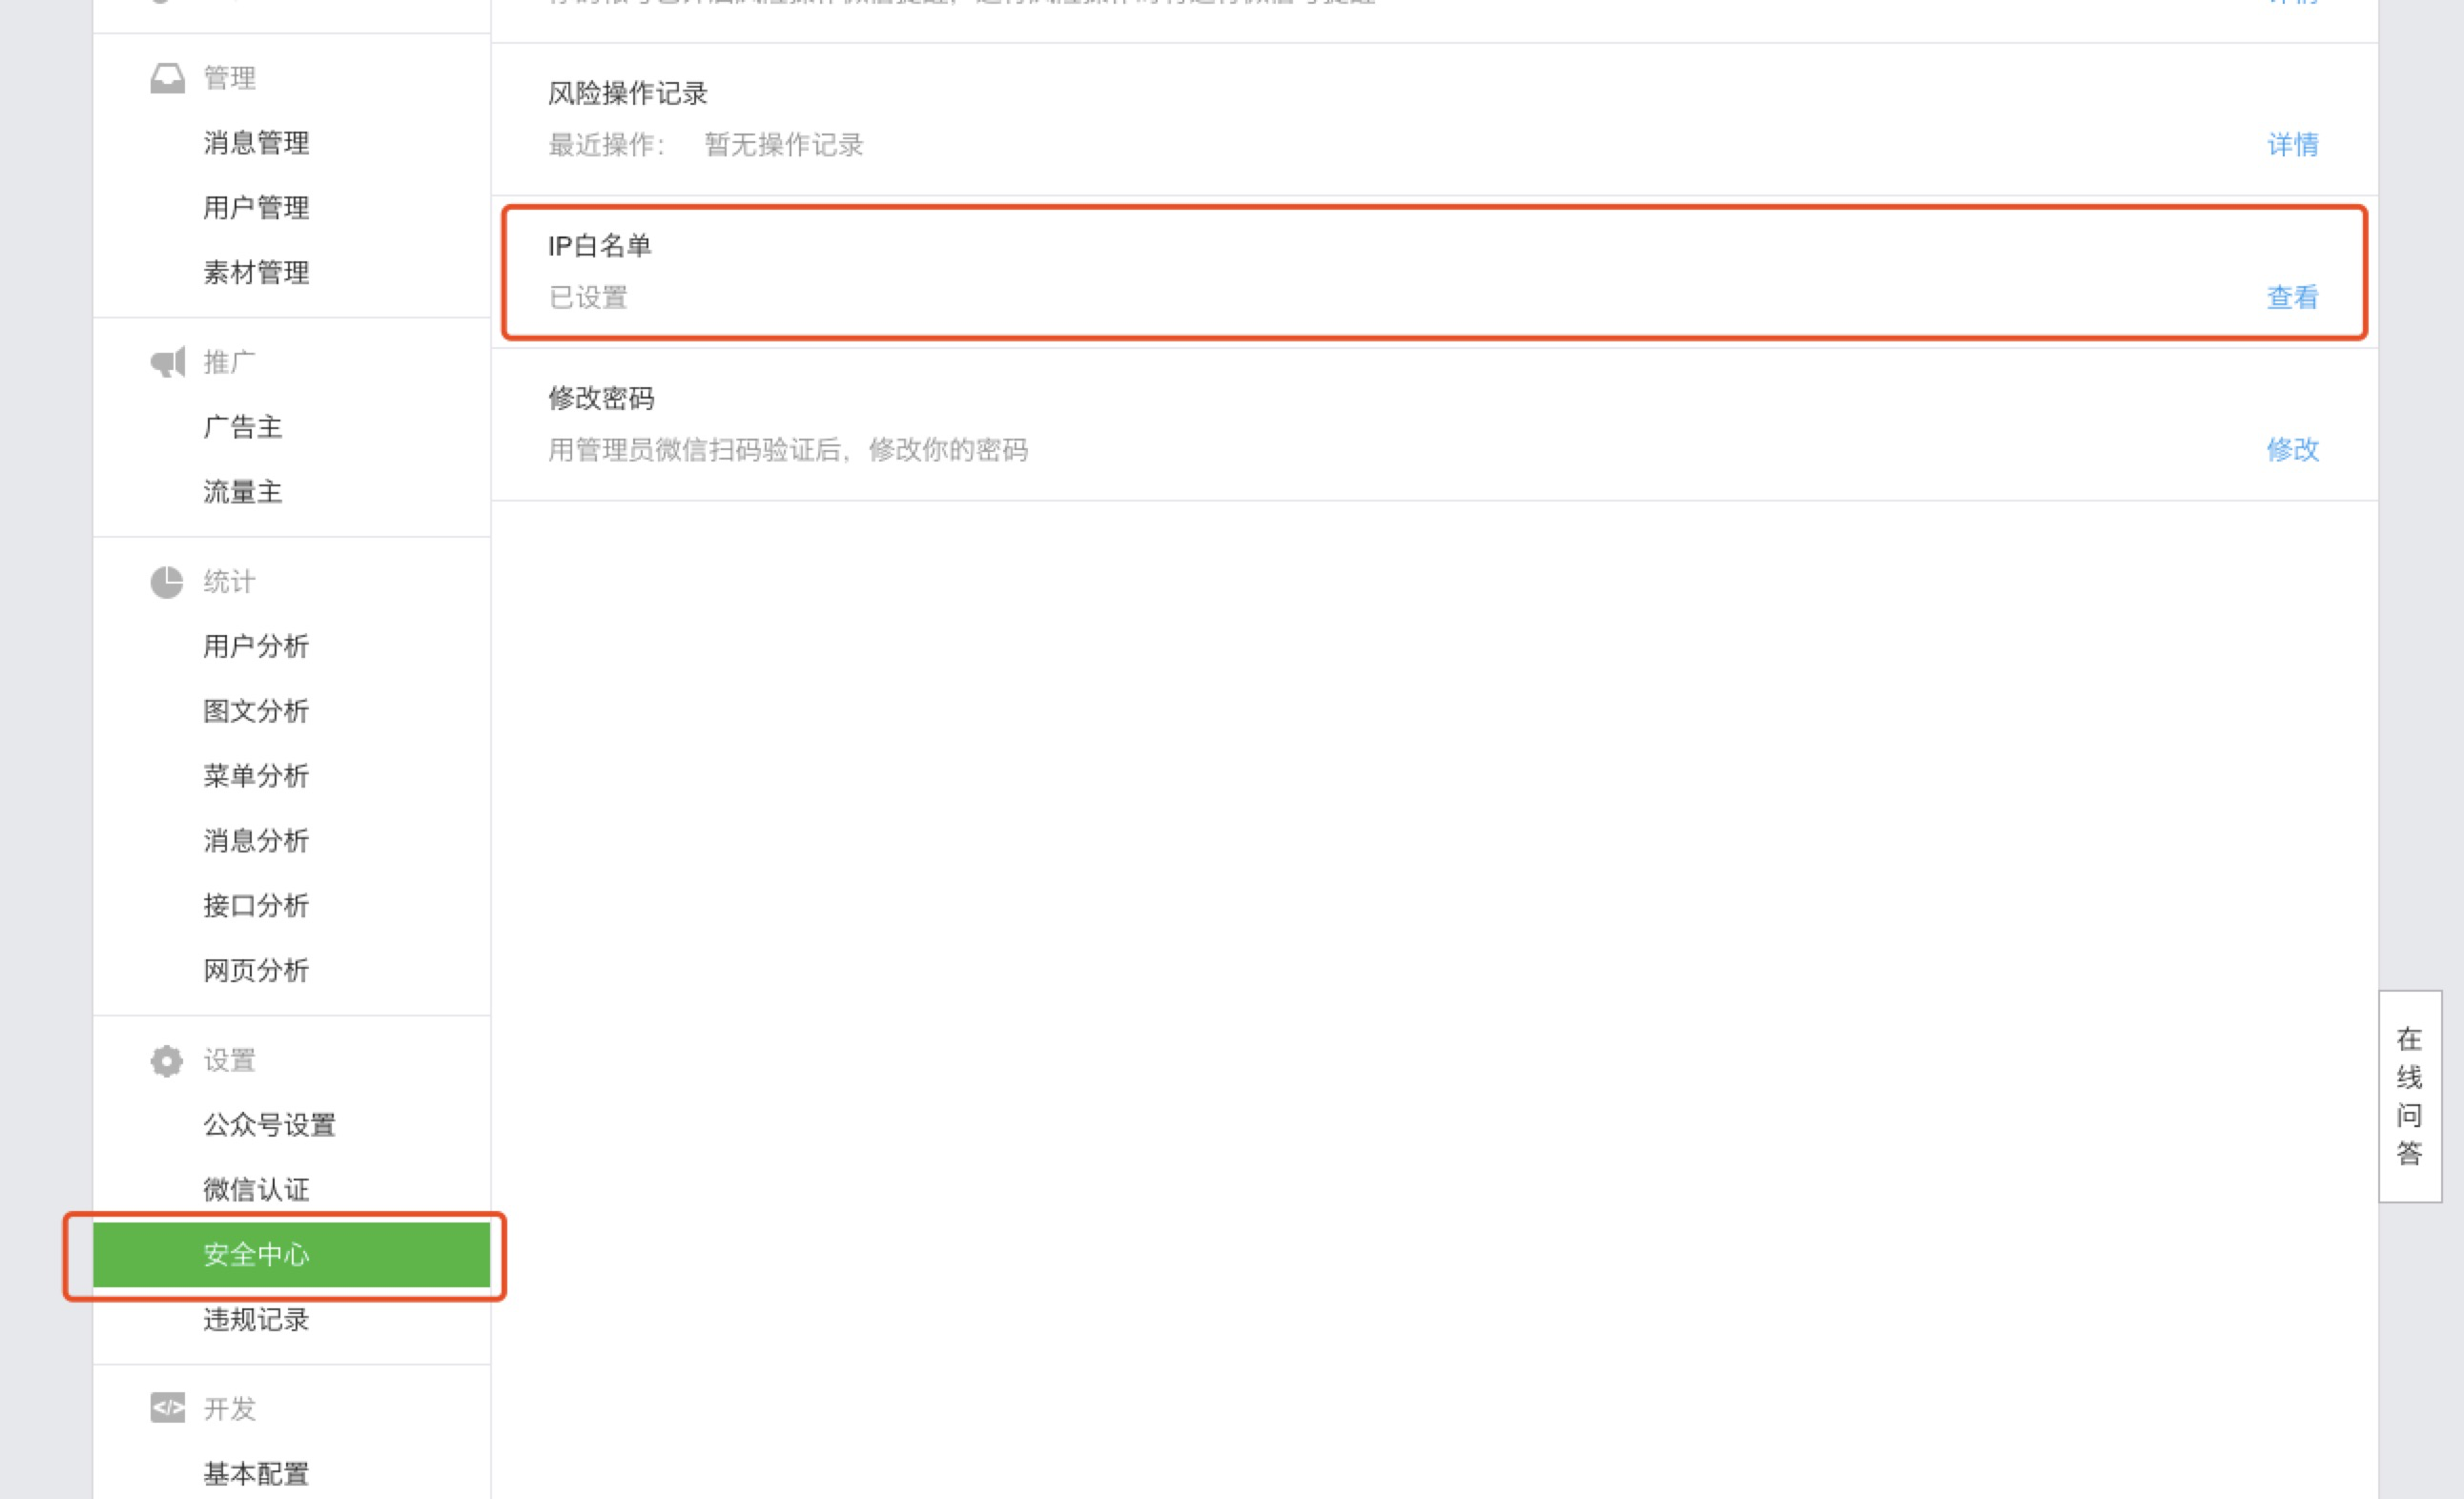 管理
消息管理
用户管理
素材管理
推广
广告主
流量主
统计
用户分析
图文分析
菜单分析
消息分析
接口分析
网页分析
设置
公众号设置
微信认证
安全中心
违规记录
开发
基本配置
风险操作记录
最近操作： 暂无操作记录
详情
IP白名单
已设置
查看
修改密码
用管理员微信扫码验证后，修改你的密码
修改
在线问答